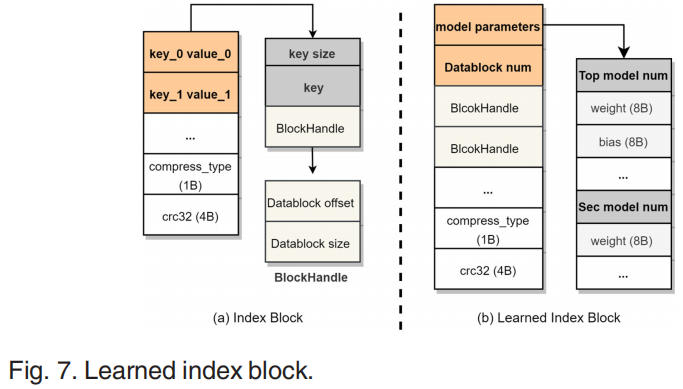 key_0 value_0
key_1 value_1
...
compress_type
(1B)
crc32 (4B)
key size
key
BlockHandle
Datablock offset
Datablock size
BlockHandle
(a) Index Block
model parameters
Datablock num
BlcokHandle
BlcokHandle
...
compress_type
(1B)
crc32 (4B)
Top model num
weight (8B)
bias (8B)
...
Sec model num
weight (8B)
...
(b) Learned Index Block
Fig. 7. Learned index block.